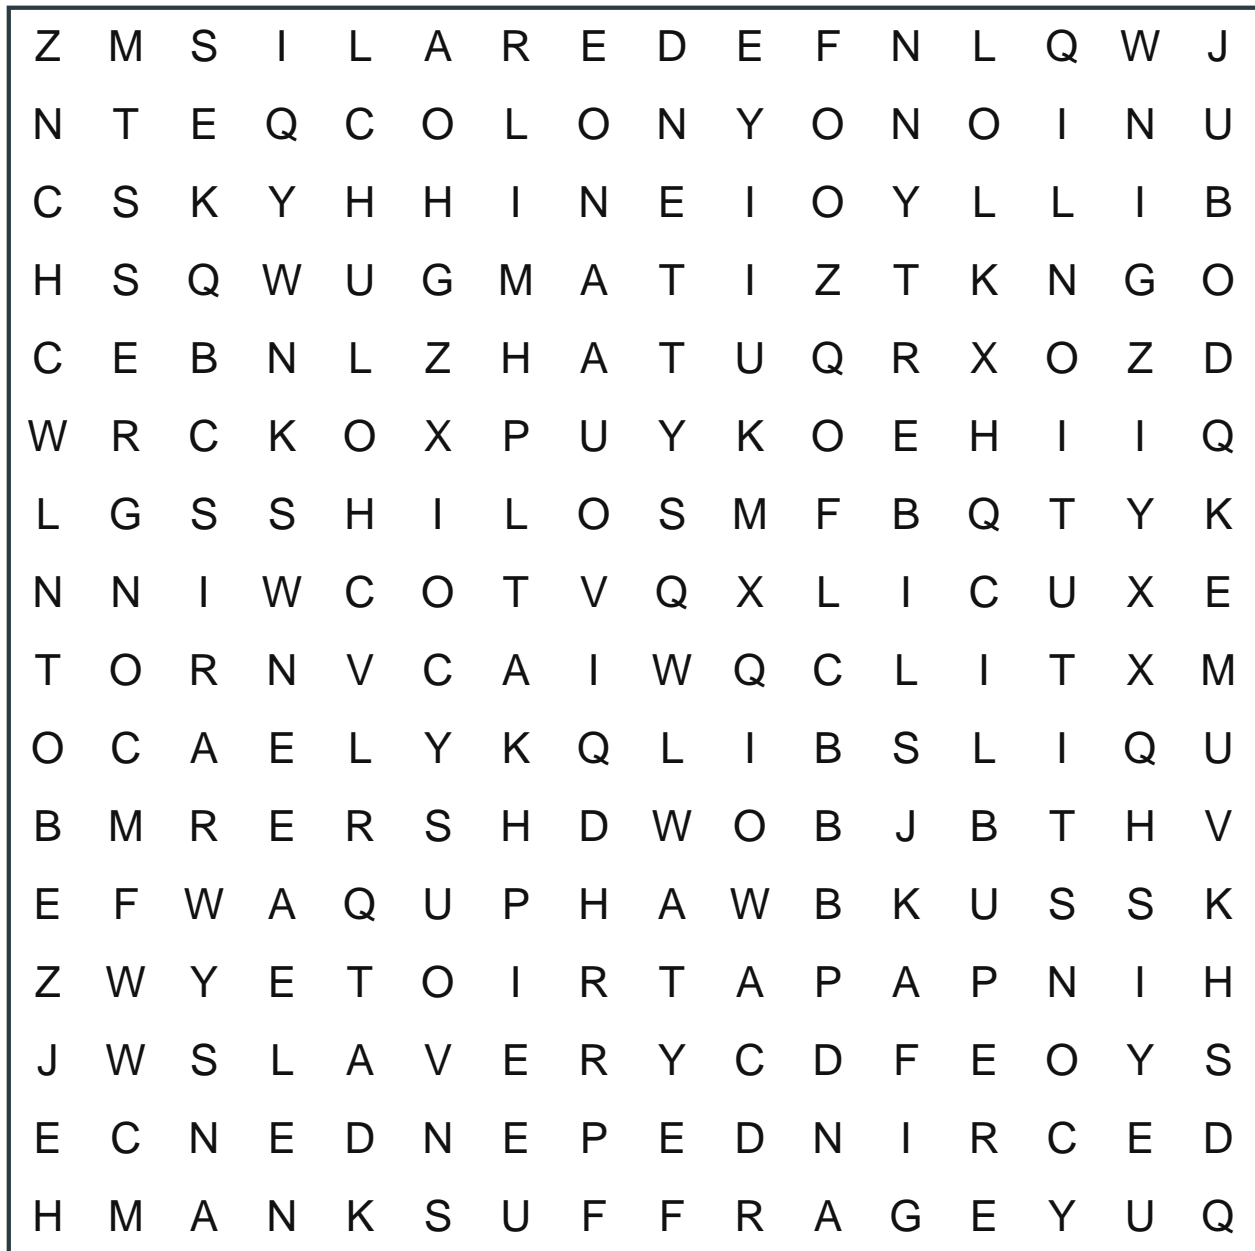 Z M S I L A R E D E F N L Q W J
N T E Q C O L O N Y O N O I N U
C S K Y H H I N E I O Y L L I B
H S Q W U G M A T I Z T K N G O
C E B N L Z H A T U Q R X O Z D
W R C K O X P U Y K O E H I I Q
L G S S H I L O S M F B Q T Y K
N N I W C O T V Q X L I C U X E
T O R N V C A I W Q C L I T X M
O C A E L Y K Q L I B S L I Q U
B M R E R S H D W O B J B T H V
E F W A Q U P H A W B K U S S K
Z W Y E T O I R T A P A P N I H
J W S L A V E R Y C D F E O Y S
E C N E D N E P E D N I R C E D
H M A N K S U F F R A G E Y U Q